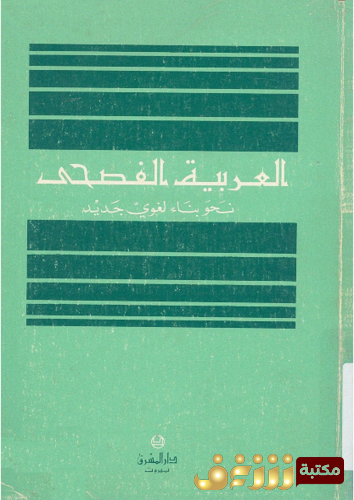 العربية الفصحى
نحو بناء لغوي جديد
دار المشرق
بيروت
مكتبة